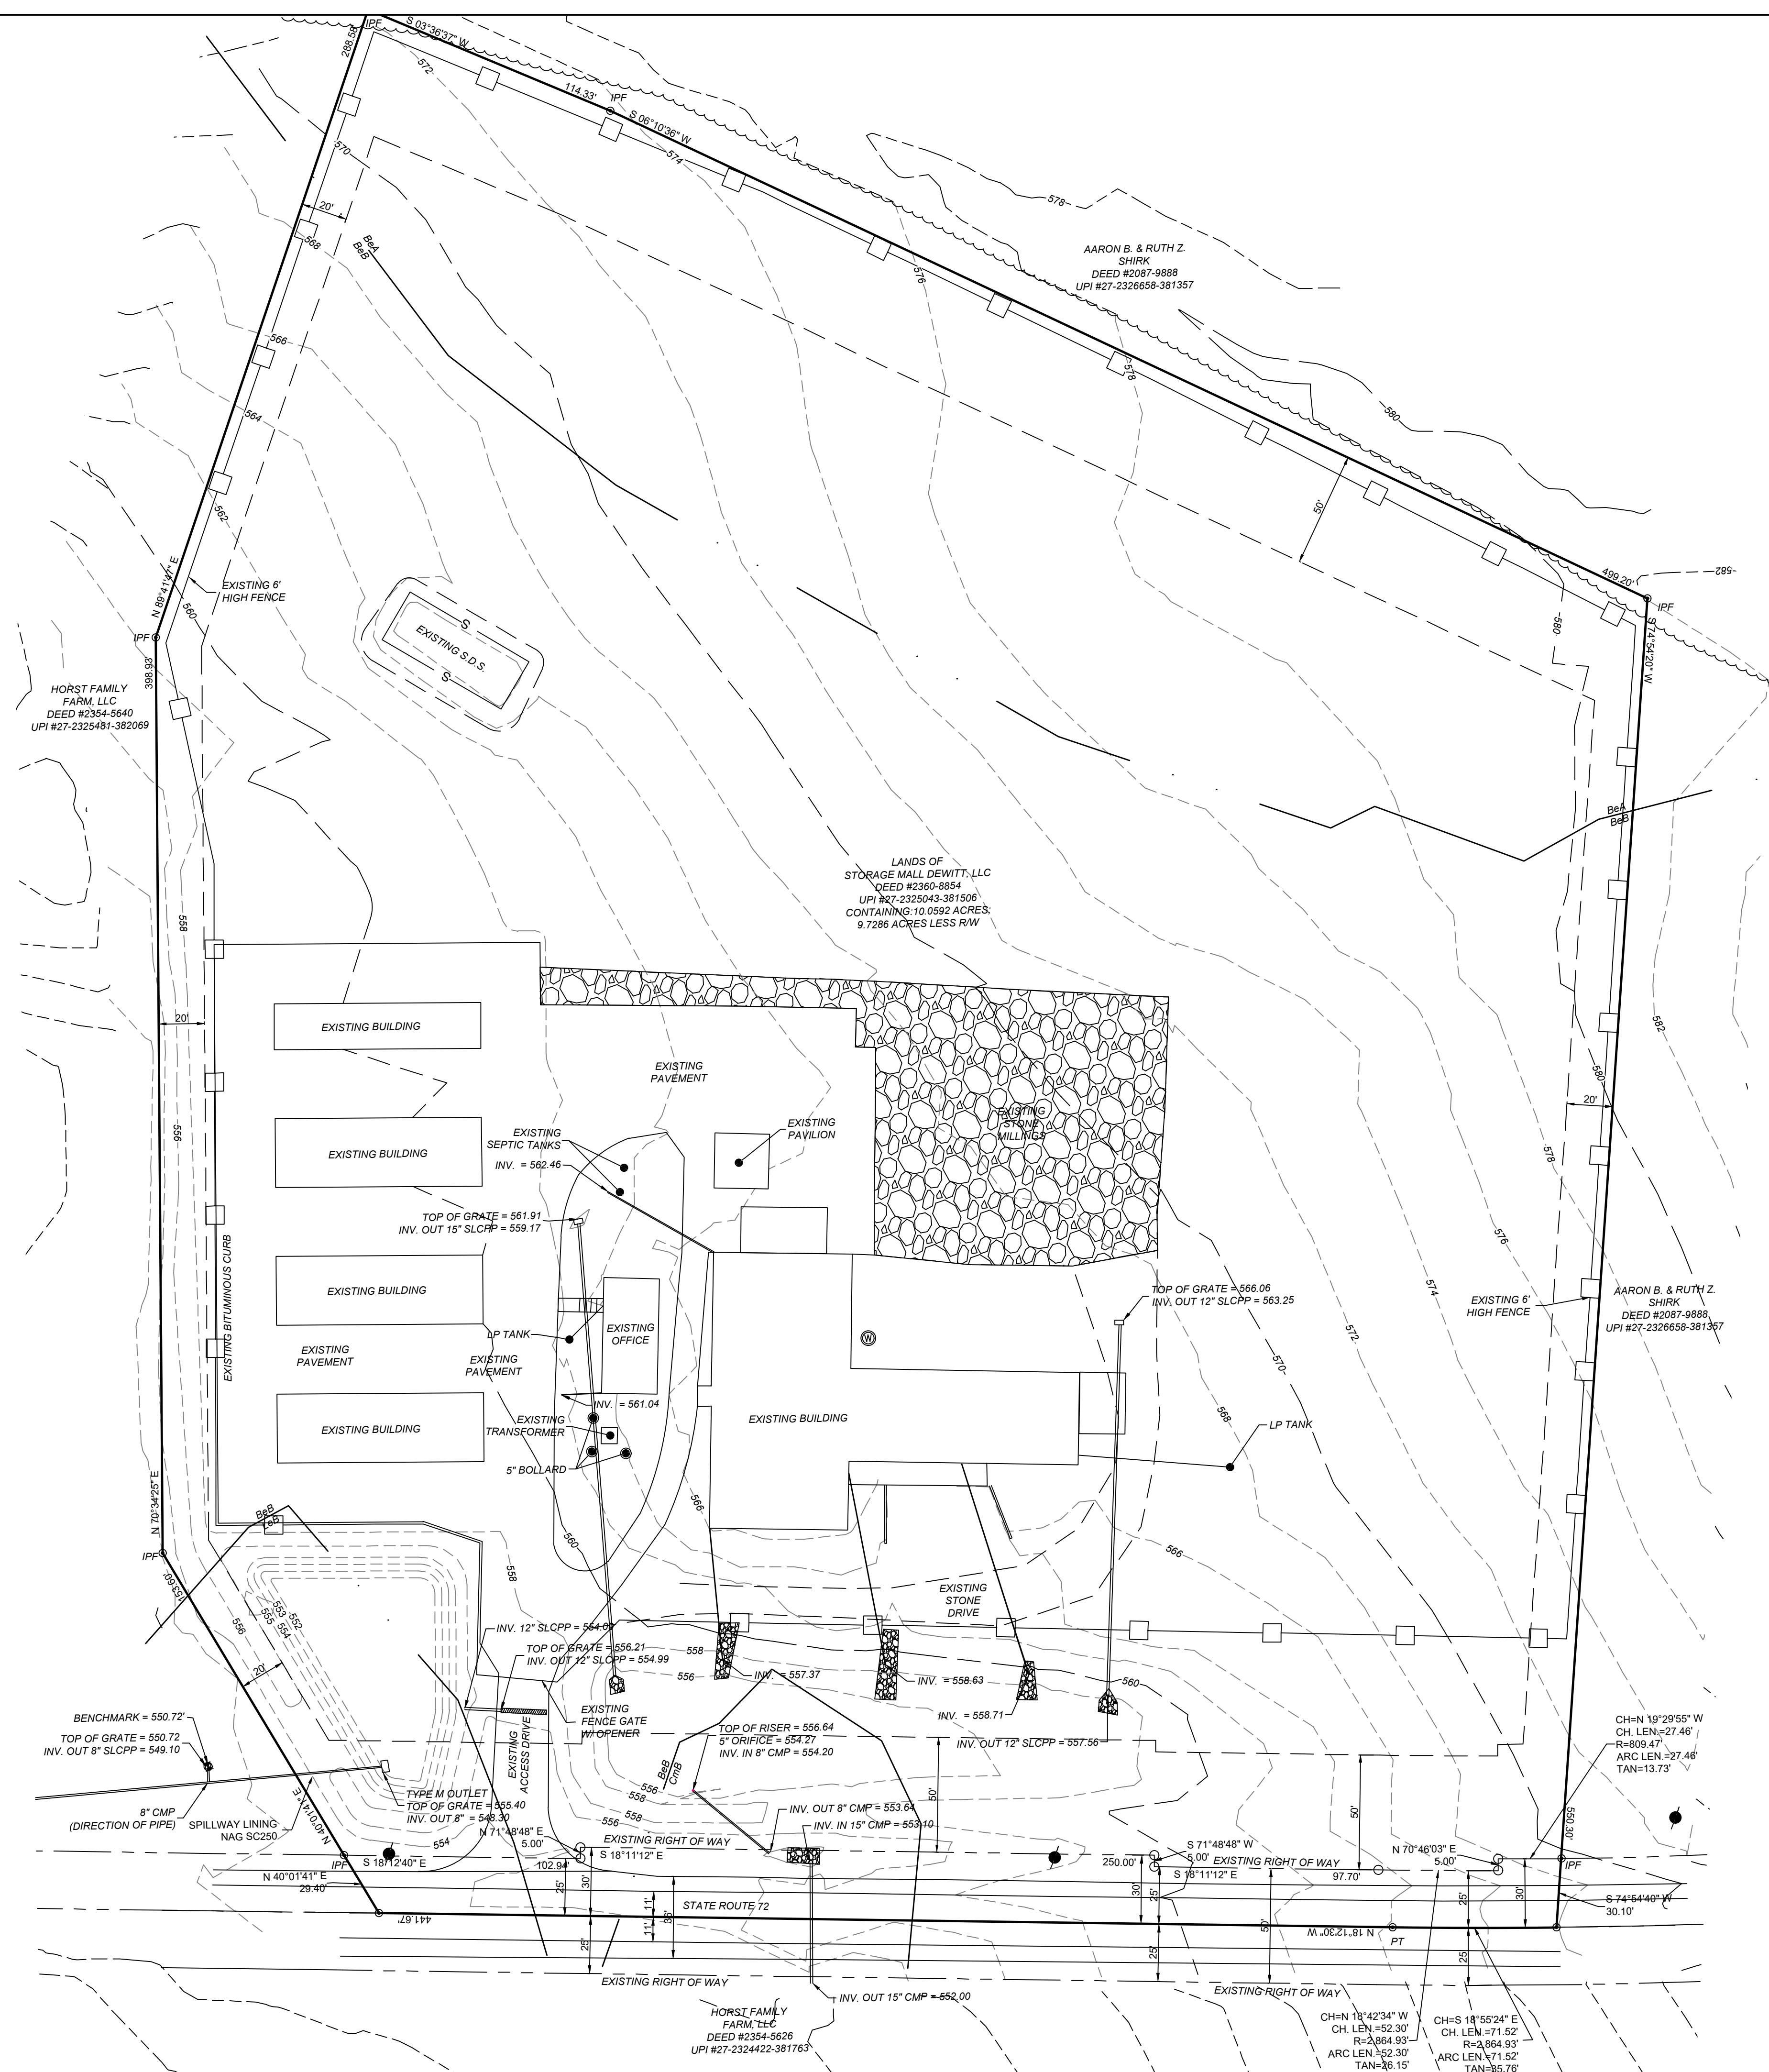 IPF
S 03°36'37" W
288.58'
572
114.33'
IPF
S 06°10'36" W
570
574
578
20'
568
BeA
BeB
AARON B. & RUTH Z.
SHIRK
DEED #2087-9888
UPI #27-2326658-381357
576
566
578
580
564
50'
562
499.20'
582
IPF
N 89°41'47" E
EXISTING 6'
HIGH FENCE
560
580
S 74°54'20" W
IPF
398.93'
S
EXISTING S.D.S.
S
HORST FAMILY
FARM, LLC
DEED #2354-5640
UPI #27-2325481-382069
BeA
BeB
LANDS OF
STORAGE MALL DEWITT, LLC
DEED #2360-8854
UPI #27-2325043-381506
CONTAINING:10.0592 ACRES;
9.7286 ACRES LESS R/W
558
20'
EXISTING BUILDING
582
EXISTING
PAVEMENT
580
20'
556
EXISTING
STONE
MILLINGS
EXISTING
PAVILION
EXISTING
SEPTIC TANKS
EXISTING BUILDING
578
INV. = 562.46
TOP OF GRATE = 561.91
INV. OUT 15" SLCPP = 559.17
576
EXISTING BITUMINOUS CURB
EXISTING BUILDING
574
TOP OF GRATE = 566.06
INV. OUT 12" SLCPP = 563.25
EXISTING 6'
HIGH FENCE
AARON B. & RUTH Z.
SHIRK
DEED #2087-9888
UPI #27-2326658-381357
LP TANK
EXISTING
OFFICE
W
572
EXISTING
PAVEMENT
EXISTING
PAVEMENT
570
INV. = 561.04
568
EXISTING
TRANSFORMER
EXISTING BUILDING
EXISTING BUILDING
LP TANK
5" BOLLARD
566
N 70°34'25" E
BeB
LeB
560
566
IPF
558
153.60'
EXISTING
STONE
DRIVE
552
553
555
554
556
INV. 12" SLCPP = 554.0
TOP OF GRATE = 556.21
INV. OUT 12" SLCPP = 554.99
558
556
20'
INV. = 557.37
INV. = 558.63
560
EXISTING
FENCE GATE
W/ OPENER
INV. = 558.71
BENCHMARK = 550.72'
TOP OF GRATE = 550.72
INV. OUT 8" SLCPP = 549.10
TOP OF RISER = 556.64
5" ORIFICE = 554.27
INV. IN 8" CMP = 554.20
INV. OUT 12" SLCPP = 557.56
CH=N 19°29'55" W
CH. LEN.=27.46'
R=809.47'
ARC LEN.=27.46'
TAN=13.73'
EXISTING
ACCESS DRIVE
BeB
CmB
TYPE M OUTLET
TOP OF GRATE = 555.40
INV. OUT 8" = 548.30
556
558
50'
50'
8" CMP
(DIRECTION OF PIPE)
SPILLWAY LINING
NAG SC250
N 40°01'41" E
INV. OUT 8" CMP = 553.64
INV. IN 15" CMP = 553.10
558
556
550.30'
554
N 71°48'48" E
5.00'
EXISTING RIGHT OF WAY
S 18°11'12" E
S 71°48'48" W
5.00'
N 70°46'03" E
5.00'
IPF
S 18°12'40" E
102.94'
250.00'
EXISTING RIGHT OF WAY
S 18°11'12" E
97.70'
IPF
N 40°01'41" E
29.40'
25'
30'
30'
25'
25'
30'
S 74°54'40" W
30.10'
441.67'
11'
STATE ROUTE 72
36'
11'
50'
N 18°12'30" W
PT
25'
25'
25'
EXISTING RIGHT OF WAY
EXISTING RIGHT OF WAY
INV. OUT 15" CMP = 552.00
HORST FAMILY
FARM, LLC
DEED #2354-5626
UPI #27-2324422-381763
CH=N 18°42'34" W
CH. LEN.=52.30'
R=2,864.93'
ARC LEN.=52.30'
TAN=26.15'
CH=S 18°55'24" E
CH. LEN.=71.52'
R=2,864.93'
ARC LEN.=71.52'
TAN=35.76'